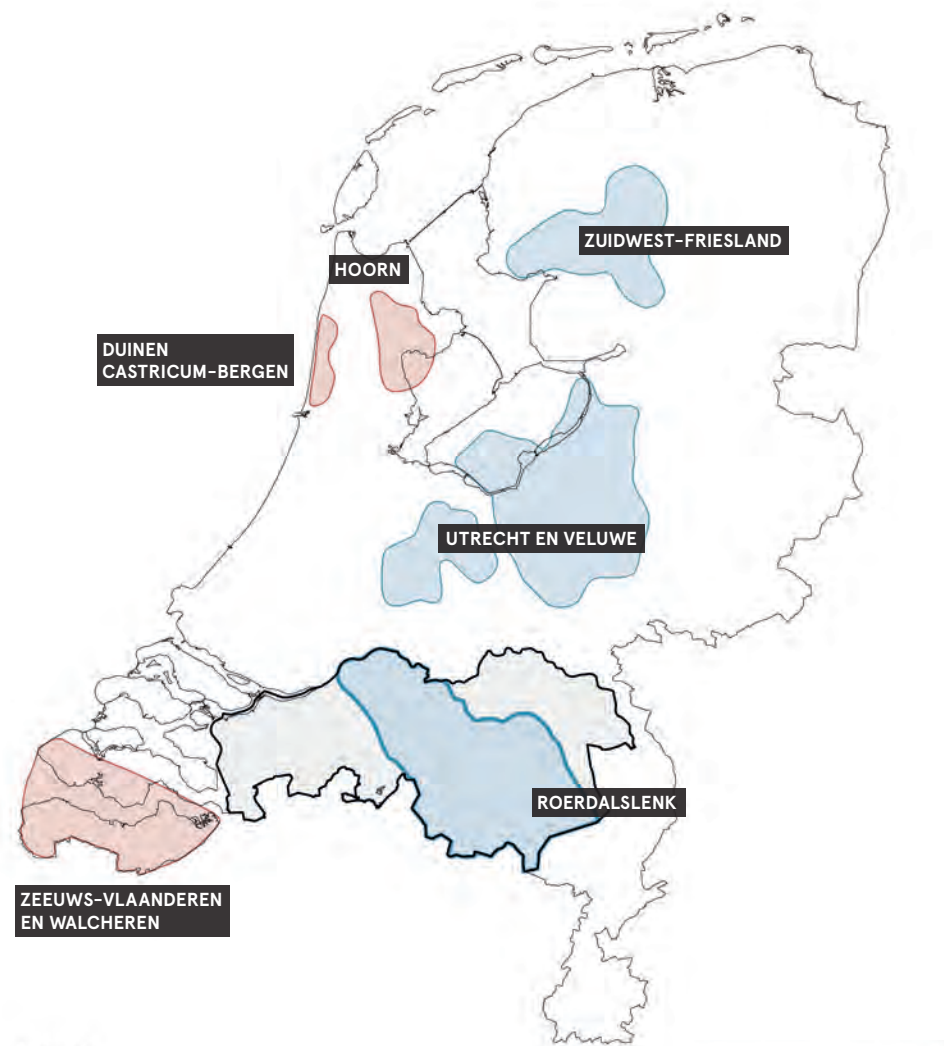 ZUIDWEST-FRIESLAND
HOORN
DUINEN
CASTRICUM-BERGEN
UTRECHT EN VELUWE
ROERDALSLENK
ZEEUWS-VLAANDEREN
EN WALCHEREN